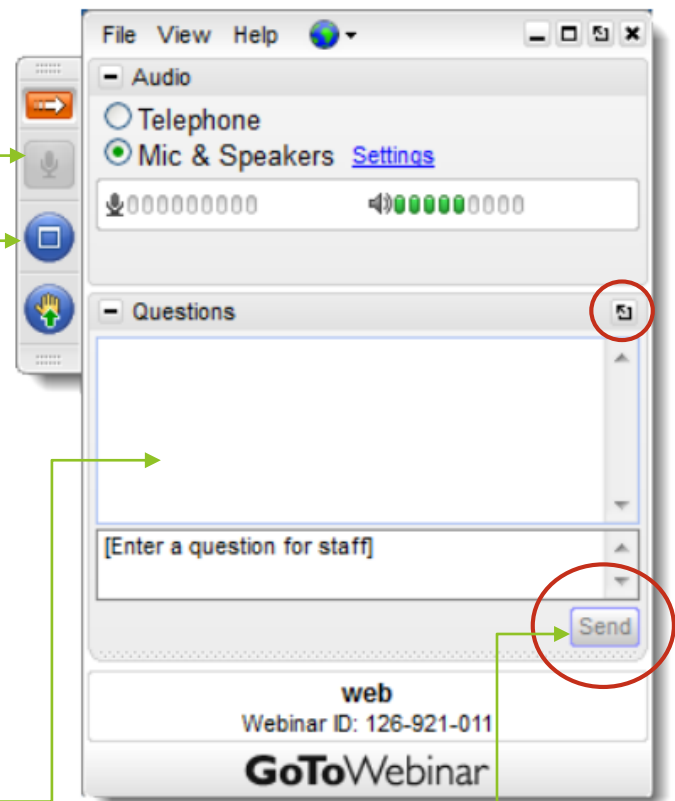 File View Help
Audio
Telephone
Mic & Speakers Settings
Questions
[Enter a question for staff]
Send
web
Webinar ID: 126-921-011
GoToWebinar